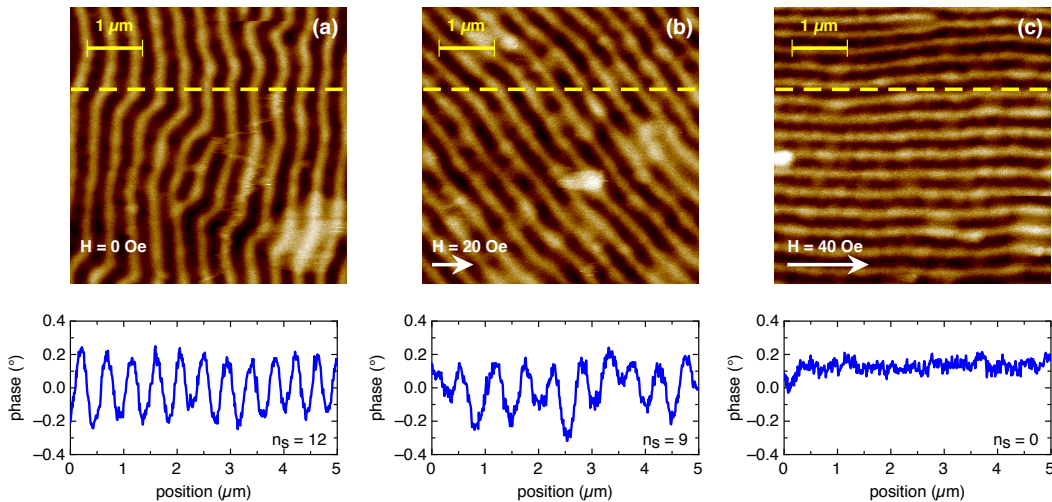 1 µm (a)
H = 0 Oe
1 µm (b)
H = 20 Oe
1 µm (c)
H = 40 Oe
phase (°)
0.4
0.2
0.0
–0.2
–0.4
0 1 2 3 4 5
position (µm)
nS = 12
phase (°)
0.4
0.2
0.0
–0.2
–0.4
0 1 2 3 4 5
position (µm)
nS = 9
phase (°)
0.4
0.2
0.0
–0.2
–0.4
0 1 2 3 4 5
position (µm)
nS = 0